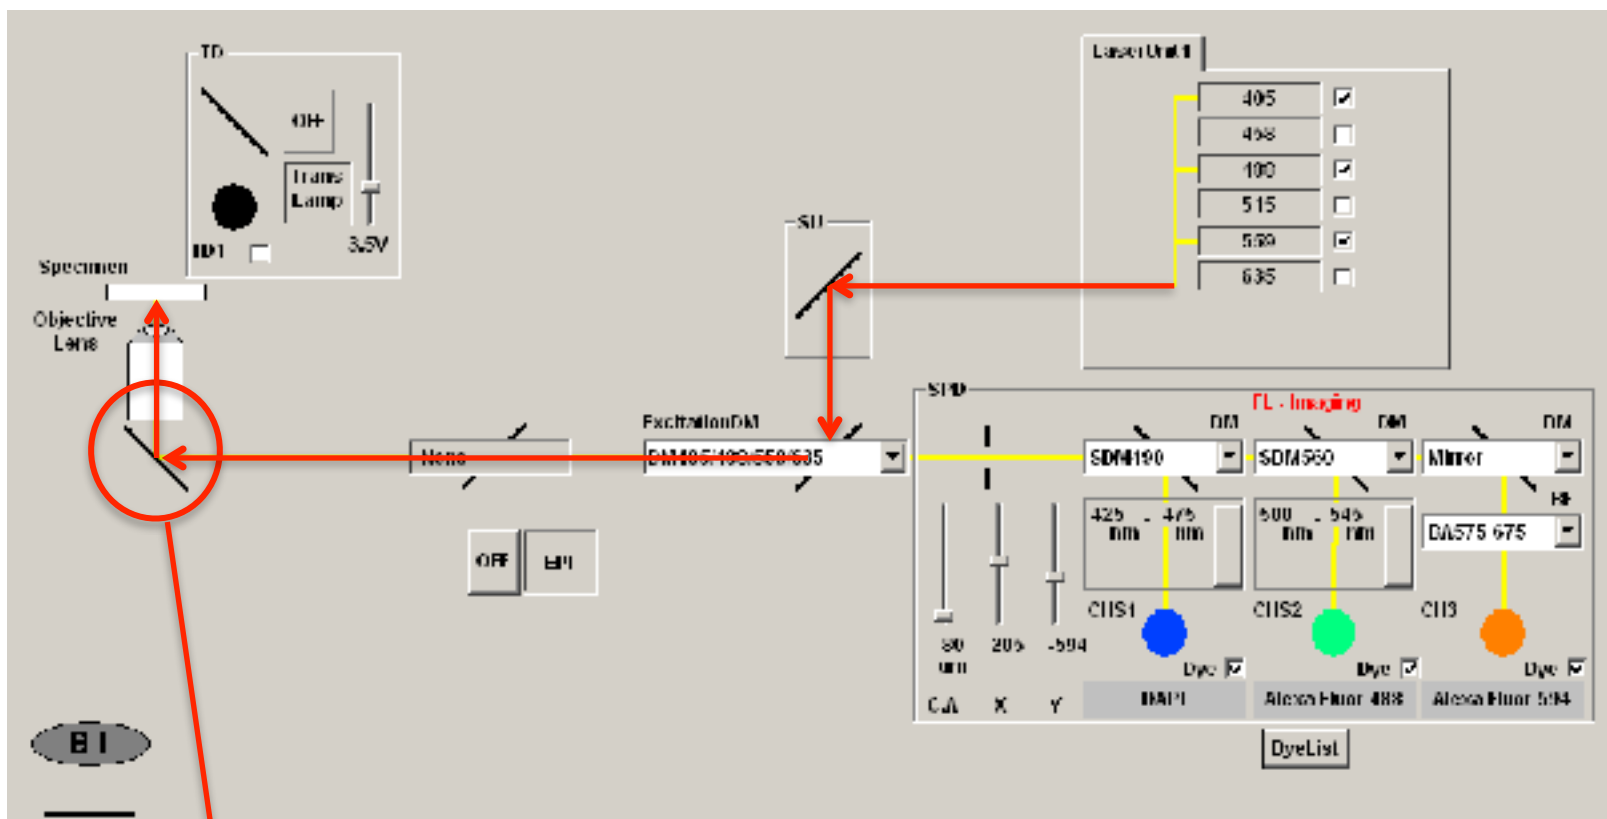 TD
OFF
Trans
Lamp
3.5V
TD1
Specimen
Objective
Lens
SU
LaserUnit1
405
458
488
515
559
635
ExcitationDM
None
DM405/488/559/635
OFF
EPI
SPD
FL - Imaging
DM
DM
DM
SDM490
SDM560
Mirror
BF
425 - 475
nm nm
500 - 545
nm nm
BA575-675
CHS1
CHS2
CH3
80 205 -594
um
Dye
Dye
Dye
C.A X Y
DAPI
Alexa Fluor 488
Alexa Fluor 594
DyeList